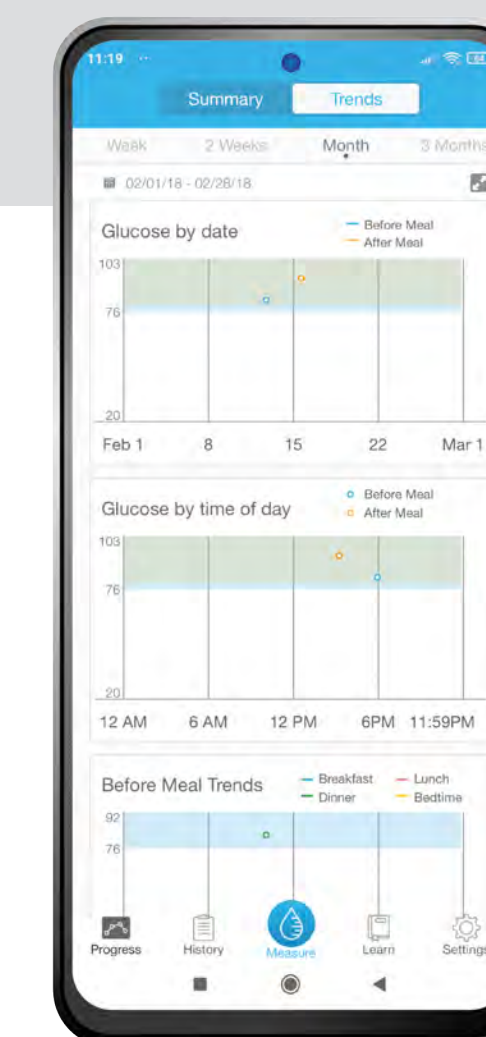 11:19 ...
64
Summary Trends
Week 2 Weeks Month 3 Months
02/01/18 - 02/28/18
Glucose by date
Before Meal
After Meal
103
76
20
Feb 1 8 15 22 Mar 1
Glucose by time of day
Before Meal
After Meal
103
76
20
12 AM 6 AM 12 PM 6PM 11:59PM
Before Meal Trends
Breakfast Lunch
Dinner Bedtime
92
76
Progress History Measure Learn Settings